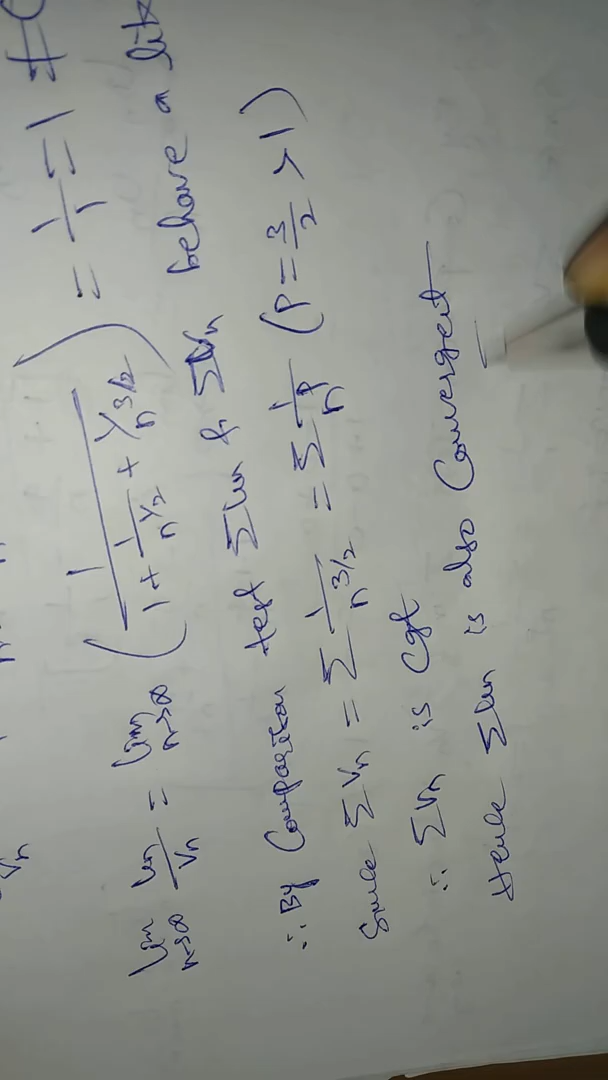 Vn
lim n→∞ un/Vn = lim n→∞ ( 1 / (1 + 1/n^1/2 + 1/n^3/2) ) = 1/1 = 1 ≠ 0
∴ By Comparison test Σun & ΣVn behave a lik
Since ΣVn = Σ 1/n^3/2 = Σ 1/n^p (P = 3/2 > 1)
∴ ΣVn is cgt
Hence Σun is also Convergent